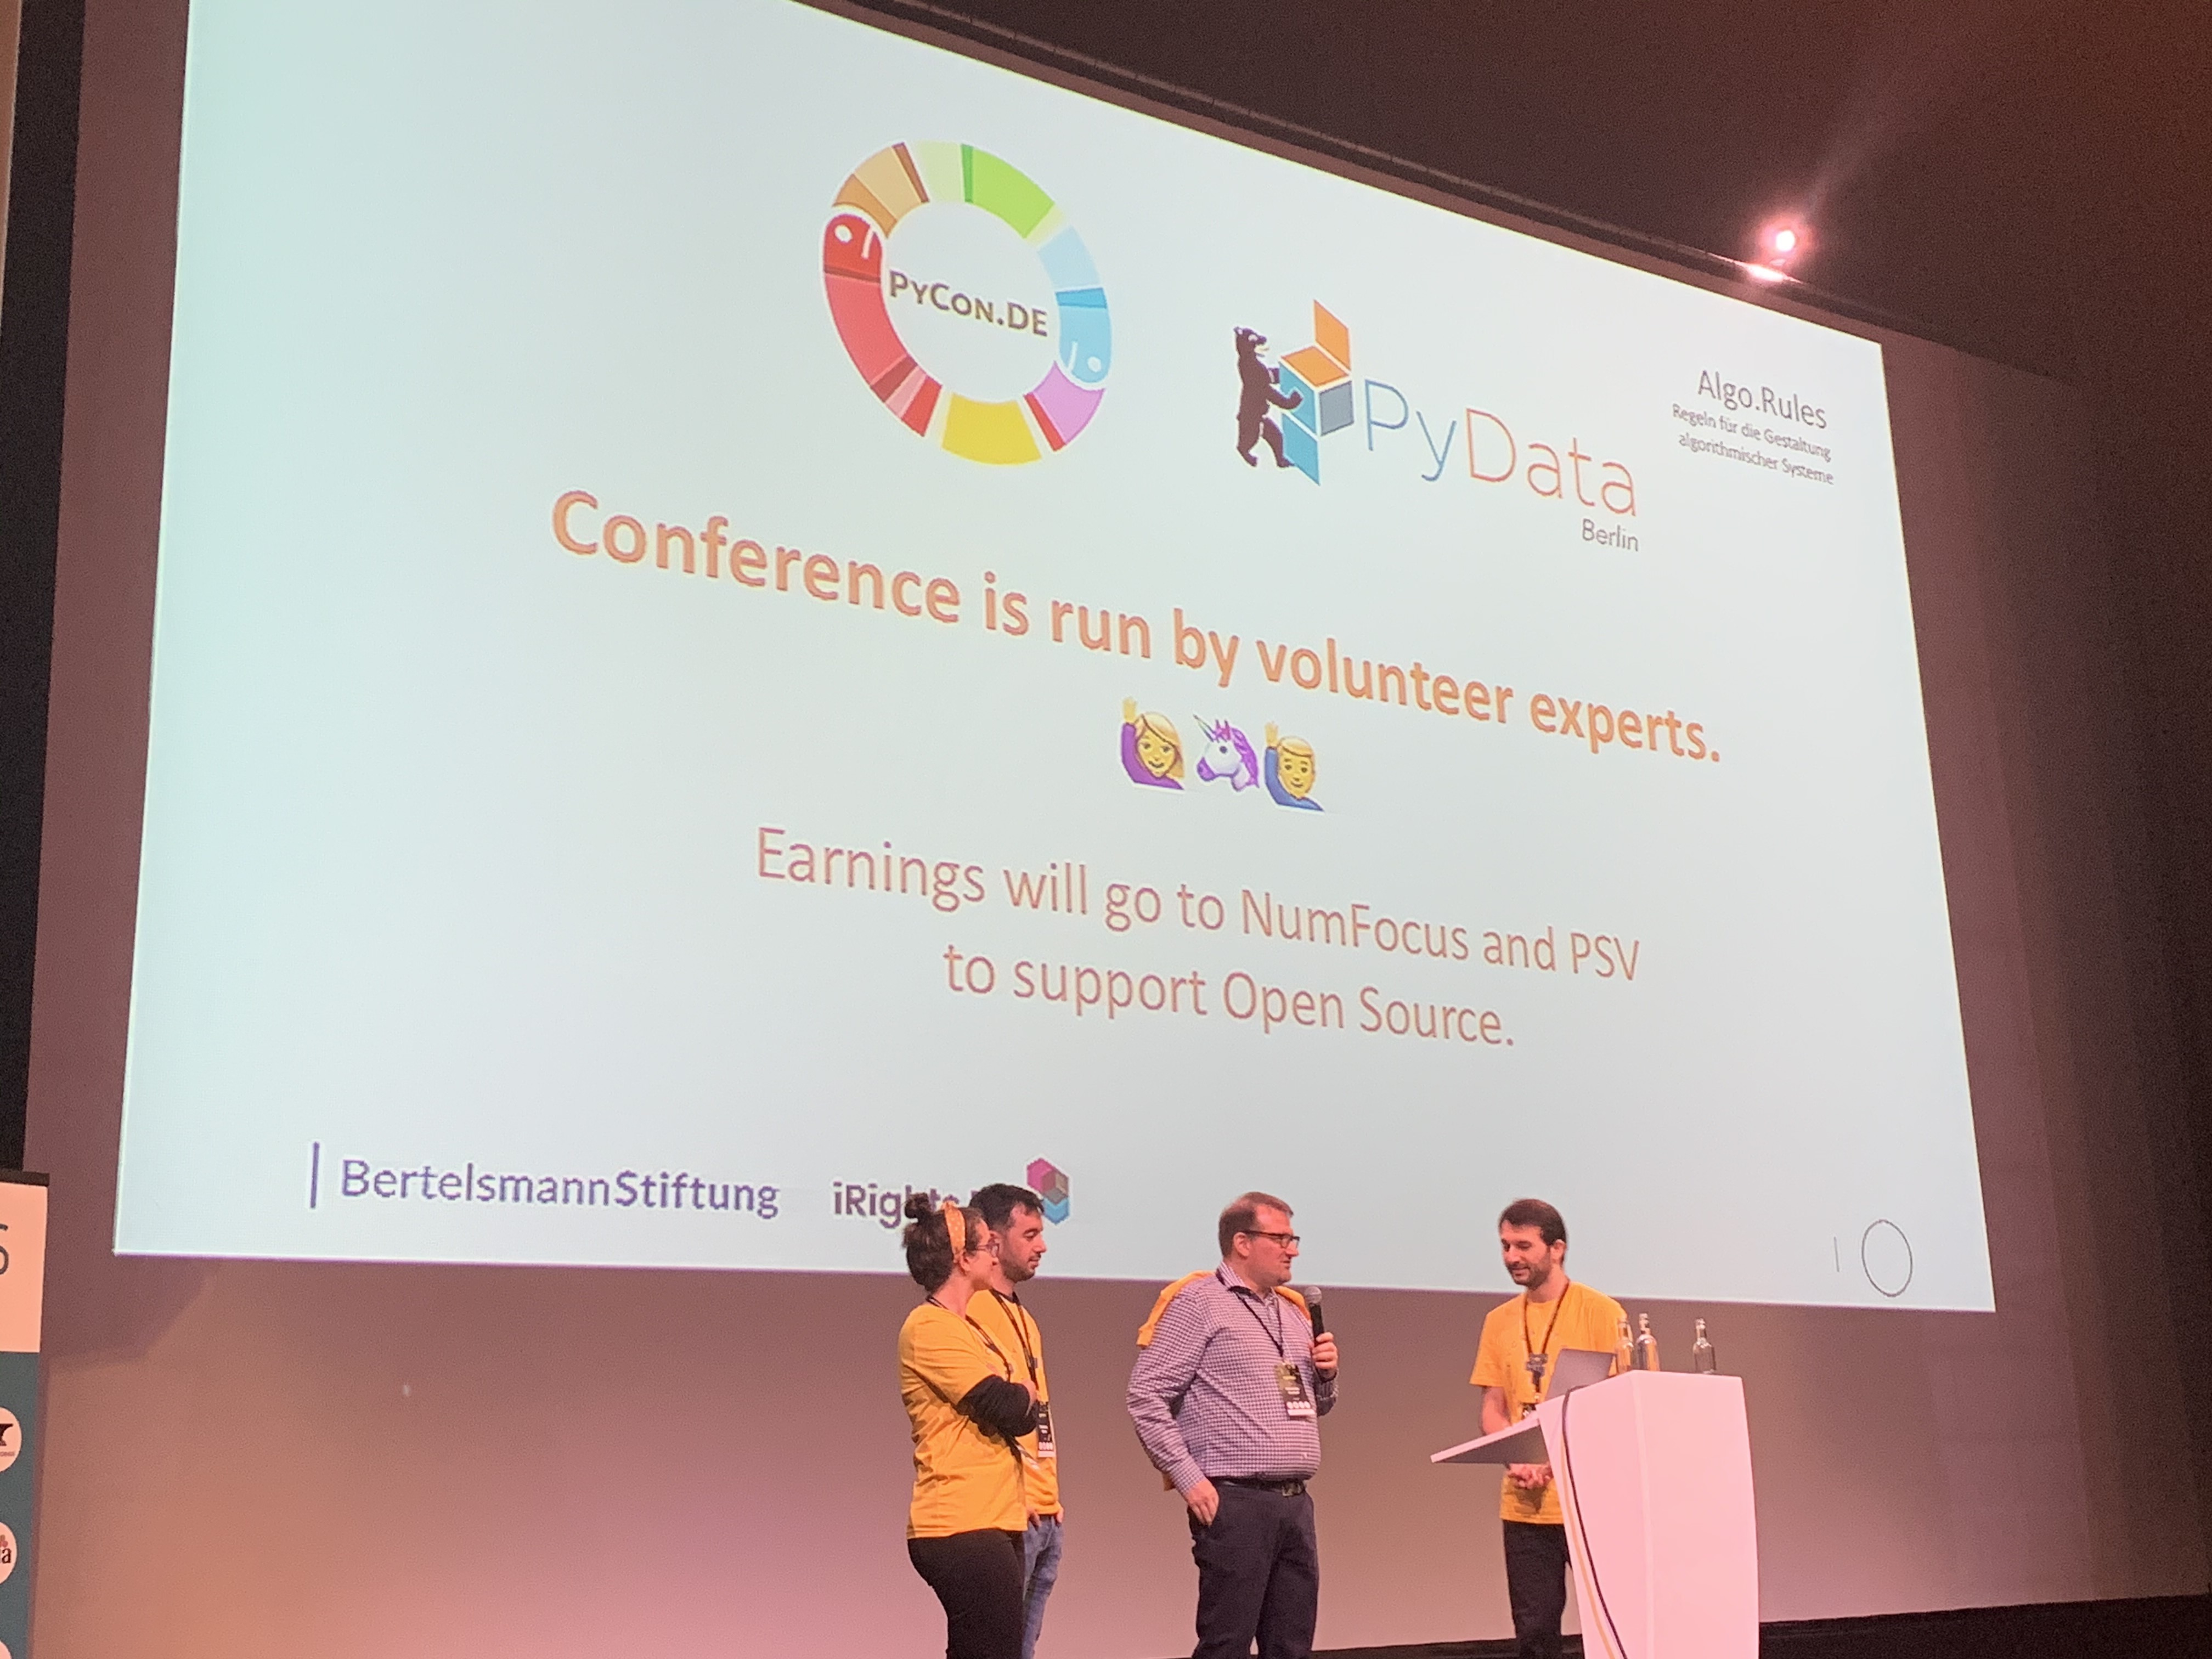 PYCON.DE
PyData
Berlin
Algo.Rules
Regeln für die Gestaltung
algorithmischer Systeme
Conference is run by volunteer experts.
Earnings will go to NumFocus and PSV
to support Open Source.
BertelsmannStiftung
S